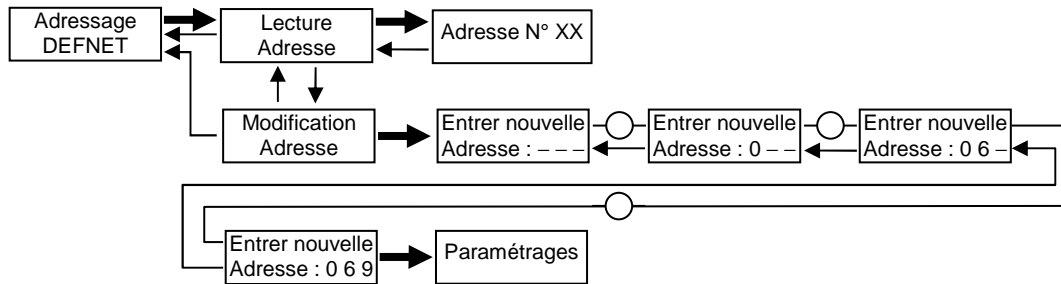 Adressage
DEFNET
Lecture
Adresse
Adresse N° XX
Modification
Adresse
Entrer nouvelle
Adresse : – – –
Entrer nouvelle
Adresse : 0 – –
Entrer nouvelle
Adresse : 0 6 –
Entrer nouvelle
Adresse : 0 6 9
Paramétrages